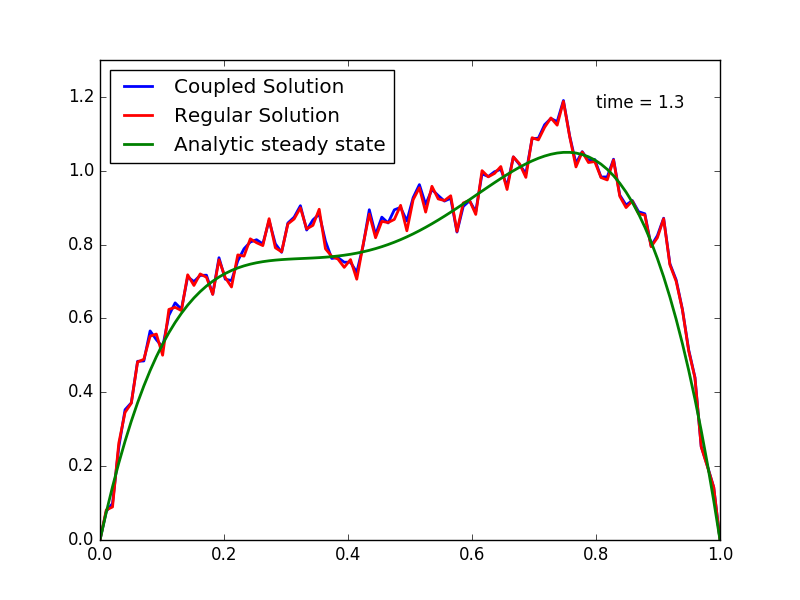 Coupled Solution
Regular Solution
Analytic steady state
time = 1.3
1.2
1.0
0.8
0.6
0.4
0.2
0.0
0.0 0.2 0.4 0.6 0.8 1.0